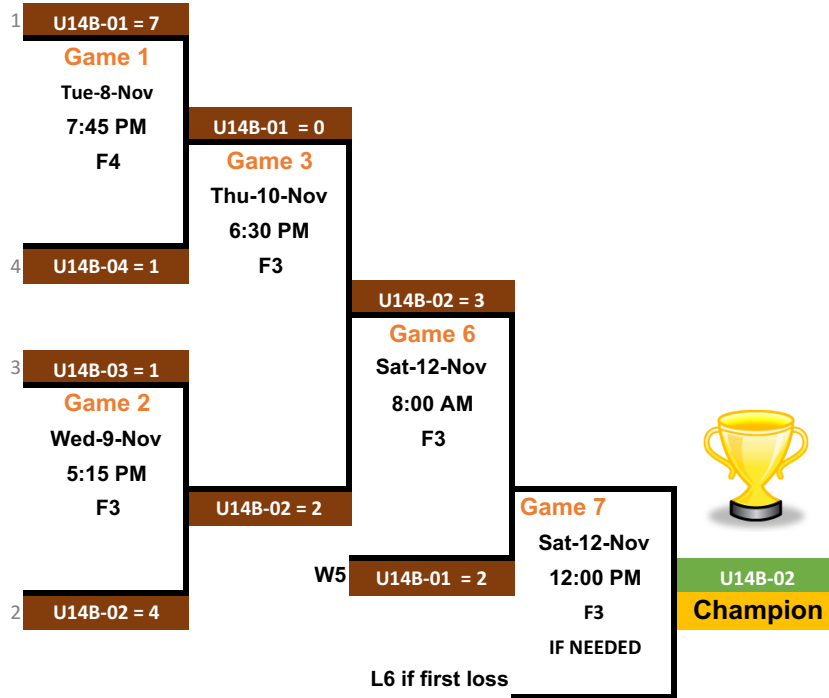 1
U14B-01 = 7
Game 1
Tue-8-Nov
7:45 PM
F4
4
U14B-04 = 1
U14B-01 = 0
Game 3
Thu-10-Nov
6:30 PM
F3
3
U14B-03 = 1
Game 2
Wed-9-Nov
5:15 PM
F3
2
U14B-02 = 4
U14B-02 = 2
U14B-02 = 3
Game 6
Sat-12-Nov
8:00 AM
F3
W5
U14B-01 = 2
Game 7
Sat-12-Nov
12:00 PM
F3
IF NEEDED
L6 if first loss
U14B-02
Champion